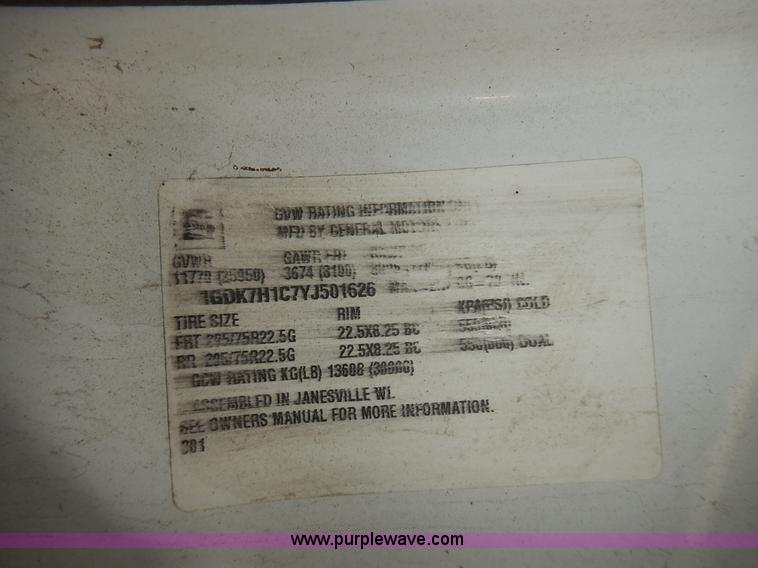 GVW RATING INFORMATION
MFD BY GENERAL MOTORS
GVWR GAWR FRT
11779 (25950) 3674 (8100)
1GDK7H1C7YJ501626
TIRE SIZE RIM KPA(PSI) COLD
FRT 295/75R22.5G 22.5X8.25 BC
RR 295/75R22.5G 22.5X8.25 BC DUAL
GCW RATING KG(LB) 13608 (30000)
ASSEMBLED IN JANESVILLE WI.
SEE OWNERS MANUAL FOR MORE INFORMATION.
301
www.purplewave.com